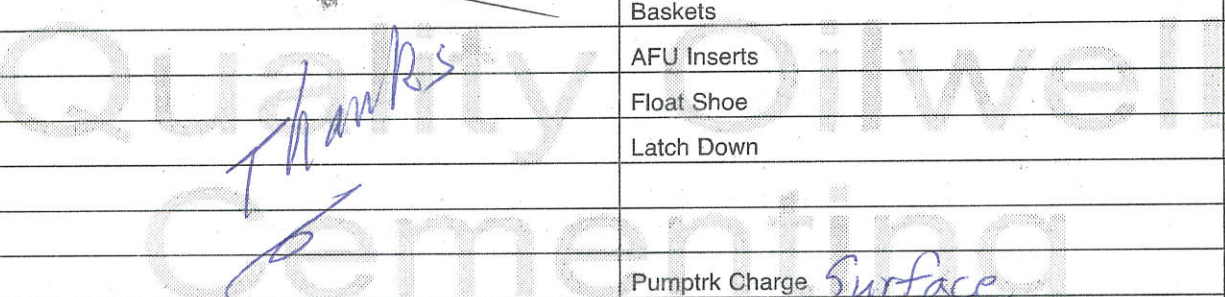 Baskets
AFU Inserts
Float Shoe
Latch Down
Thanks
Quality Oilwell
Cementing
Pumptrk Charge Surface